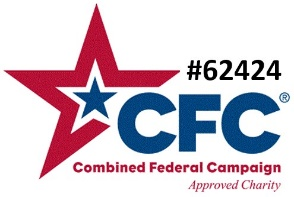 #62424
CFC®
Combined Federal Campaign
Approved Charity